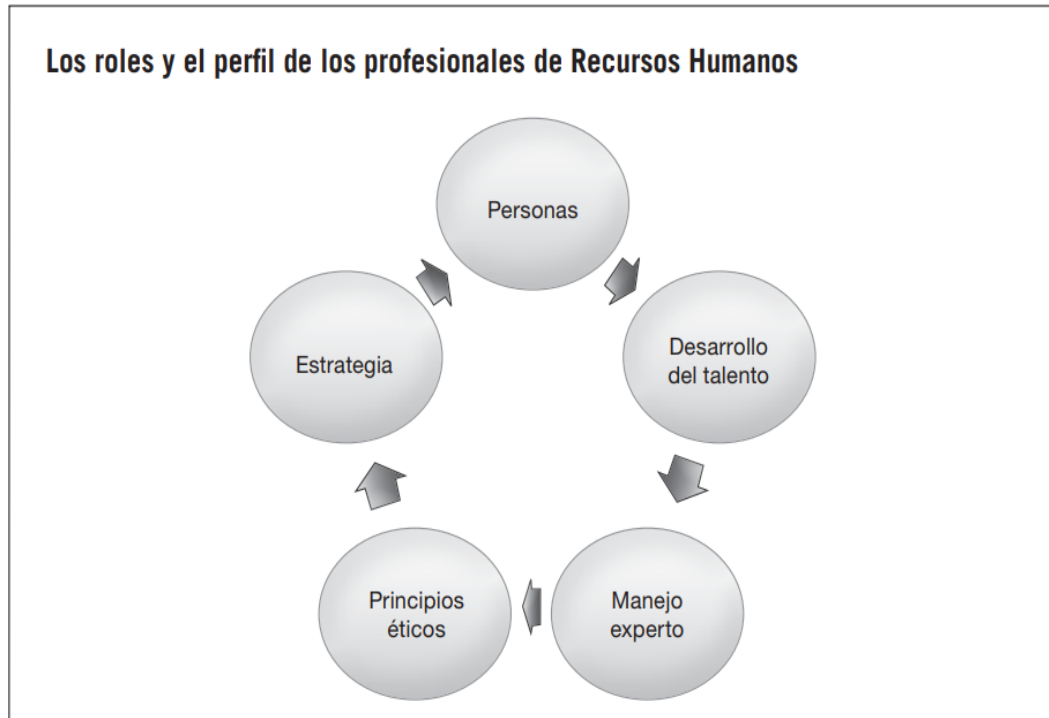 Los roles y el perfil de los profesionales de Recursos Humanos
Personas
Desarrollo
del talento
Manejo
experto
Principios
éticos
Estrategia